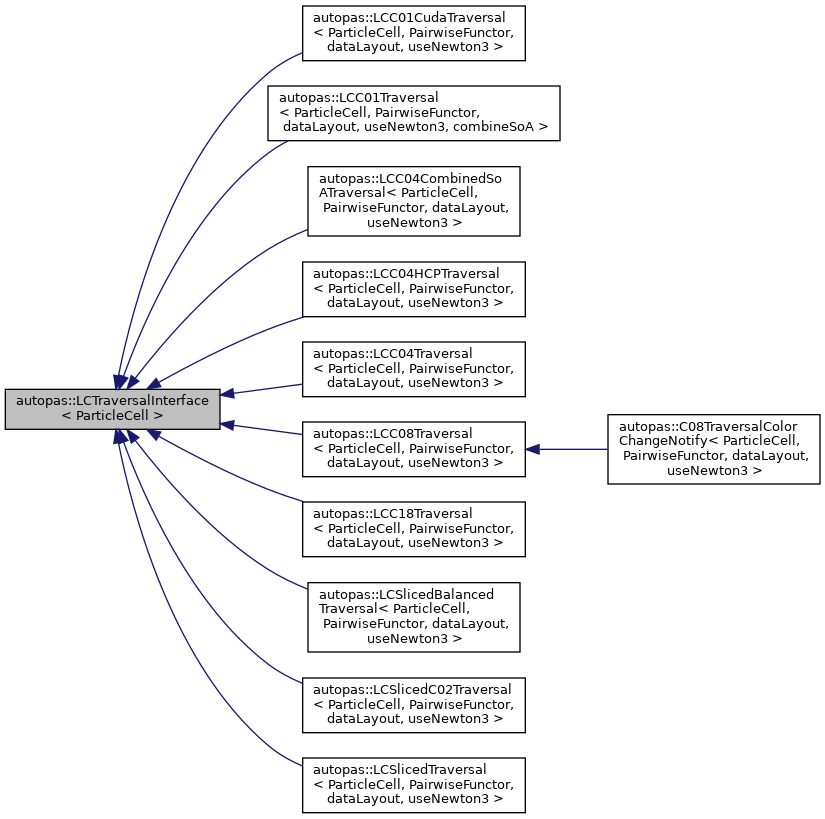 autopas::LCC01CudaTraversal
< ParticleCell, PairwiseFunctor,
dataLayout, useNewton3 >
autopas::LCC01Traversal
< ParticleCell, PairwiseFunctor,
dataLayout, useNewton3, combineSoA >
autopas::LCC04CombinedSo
ATraversal< ParticleCell,
PairwiseFunctor, dataLayout,
useNewton3 >
autopas::LCC04HCPTraversal
< ParticleCell, PairwiseFunctor,
dataLayout, useNewton3 >
autopas::LCC04Traversal
< ParticleCell, PairwiseFunctor,
dataLayout, useNewton3 >
autopas::LCTraversalInterface
< ParticleCell >
autopas::LCC08Traversal
< ParticleCell, PairwiseFunctor,
dataLayout, useNewton3 >
autopas::C08TraversalColor
ChangeNotify< ParticleCell,
PairwiseFunctor, dataLayout,
useNewton3 >
autopas::LCC18Traversal
< ParticleCell, PairwiseFunctor,
dataLayout, useNewton3 >
autopas::LCSlicedBalanced
Traversal< ParticleCell,
PairwiseFunctor, dataLayout,
useNewton3 >
autopas::LCSlicedC02Traversal
< ParticleCell, PairwiseFunctor,
dataLayout, useNewton3 >
autopas::LCSlicedTraversal
< ParticleCell, PairwiseFunctor,
dataLayout, useNewton3 >